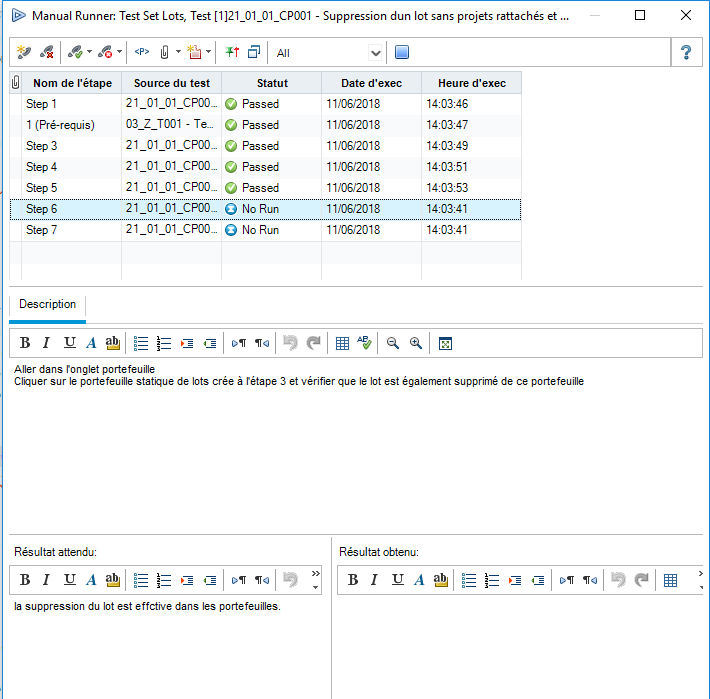 Manual Runner: Test Set Lots, Test [1]21_01_01_CP001 - Suppression dun lot sans projets rattachés et ...
<P> All ?
Nom de l'étape Source du test Statut Date d'exec Heure d'exec
Step 1 21_01_01_CP00... Passed 11/06/2018 14:03:46
1 (Pré-requis) 03_Z_T001 - Te... Passed 11/06/2018 14:03:47
Step 3 21_01_01_CP00... Passed 11/06/2018 14:03:49
Step 4 21_01_01_CP00... Passed 11/06/2018 14:03:51
Step 5 21_01_01_CP00... Passed 11/06/2018 14:03:53
Step 6 21_01_01_CP00... No Run 11/06/2018 14:03:41
Step 7 21_01_01_CP00... No Run 11/06/2018 14:03:41
Description
B I U A ab
Aller dans l'onglet portefeuille
Cliquer sur le portefeuille statique de lots crée à l'étape 3 et vérifier que le lot est également supprimé de ce portefeuille
Résultat attendu: Résultat obtenu:
B I U A ab B I U A ab
la suppression du lot est effctive dans les portefeuilles.